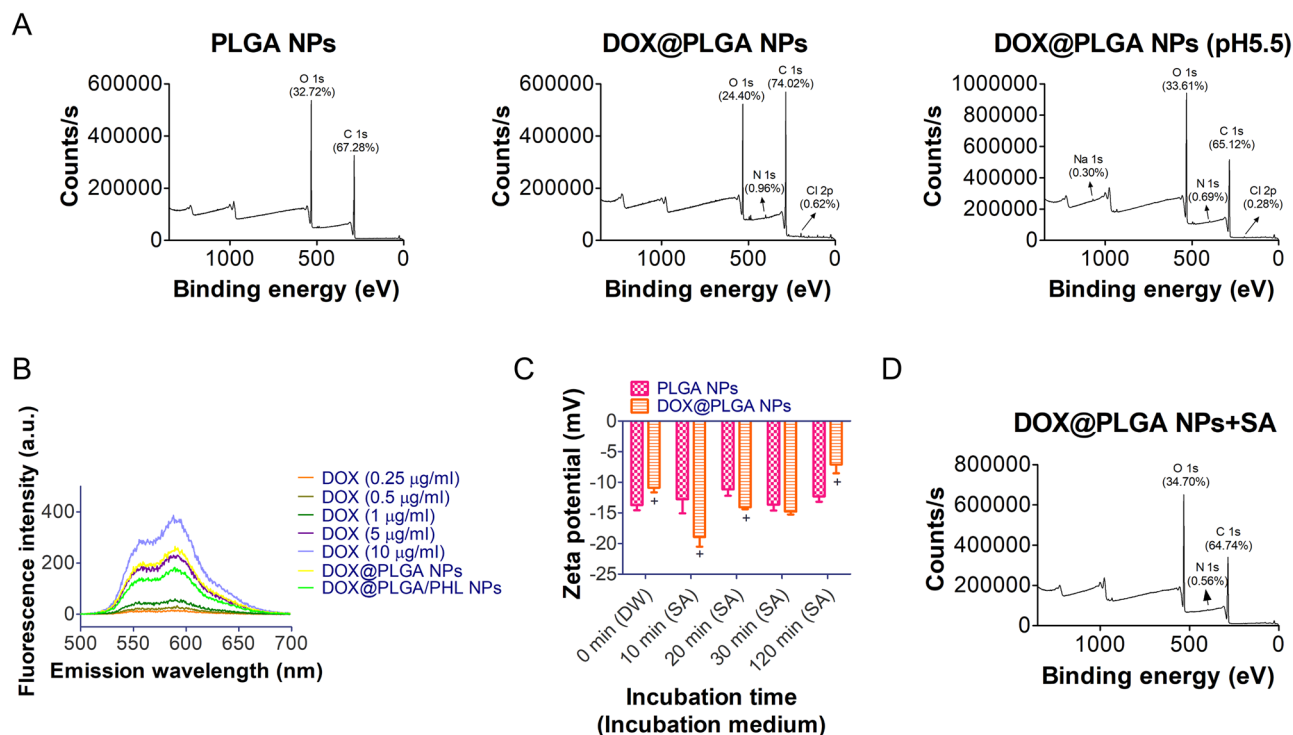 A
PLGA NPs
600000
400000
200000
0
Counts/s
O 1s
(32.72%)
C 1s
(67.28%)
1000
500
0
Binding energy (eV)
DOX@PLGA NPs
600000
400000
200000
0
Counts/s
O 1s
(24.40%)
C 1s
(74.02%)
N 1s
(0.96%)
Cl 2p
(0.62%)
1000
500
0
Binding energy (eV)
DOX@PLGA NPs (pH5.5)
1000000
800000
600000
400000
200000
0
Counts/s
O 1s
(33.61%)
C 1s
(65.12%)
Na 1s
(0.30%)
N 1s
(0.69%)
Cl 2p
(0.28%)
1000
500
0
Binding energy (eV)
B
Fluorescence intensity (a.u.)
400
200
0
500
550
600
650
700
Emission wavelength (nm)
DOX (0.25 µg/ml)
DOX (0.5 µg/ml)
DOX (1 µg/ml)
DOX (5 µg/ml)
DOX (10 µg/ml)
DOX@PLGA NPs
DOX@PLGA/PHL NPs
C
PLGA NPs
DOX@PLGA NPs
Zeta potential (mV)
0
-5
-10
-15
-20
-25
+
+
+
+
0 min (DW)
10 min (SA)
20 min (SA)
30 min (SA)
120 min (SA)
Incubation time
(Incubation medium)
D
DOX@PLGA NPs+SA
800000
600000
400000
200000
0
Counts/s
O 1s
(34.70%)
C 1s
(64.74%)
N 1s
(0.56%)
1000
500
0
Binding energy (eV)